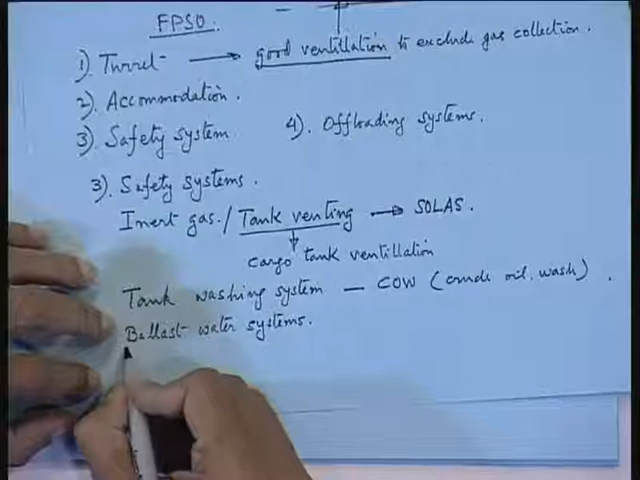 FPSO.
1). Turret → good ventillation to exclude gas collection.
2). Accommodation.
3). Safety system. 4). Offloading systems.
3). Safety systems.
Inert gas. / Tank venting → SOLAS.
cargo tank ventillation
Tank washing system — COW (crude oil. wash) .
Ballast water systems.